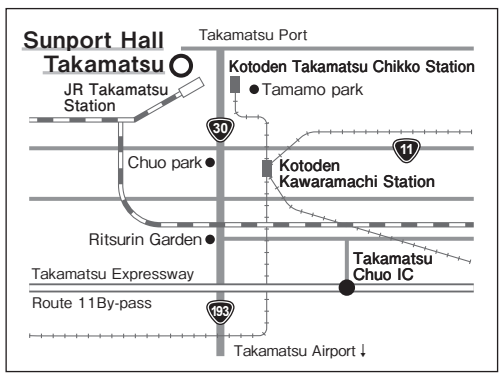 Sunport Hall
Takamatsu
Takamatsu Port
JR Takamatsu
Station
Kotoden Takamatsu Chikko Station
Tamamo park
30
11
Chuo park
Kotoden
Kawaramachi Station
Ritsurin Garden
Takamatsu
Chuo IC
Takamatsu Expressway
Route 11By-pass
193
Takamatsu Airport↓